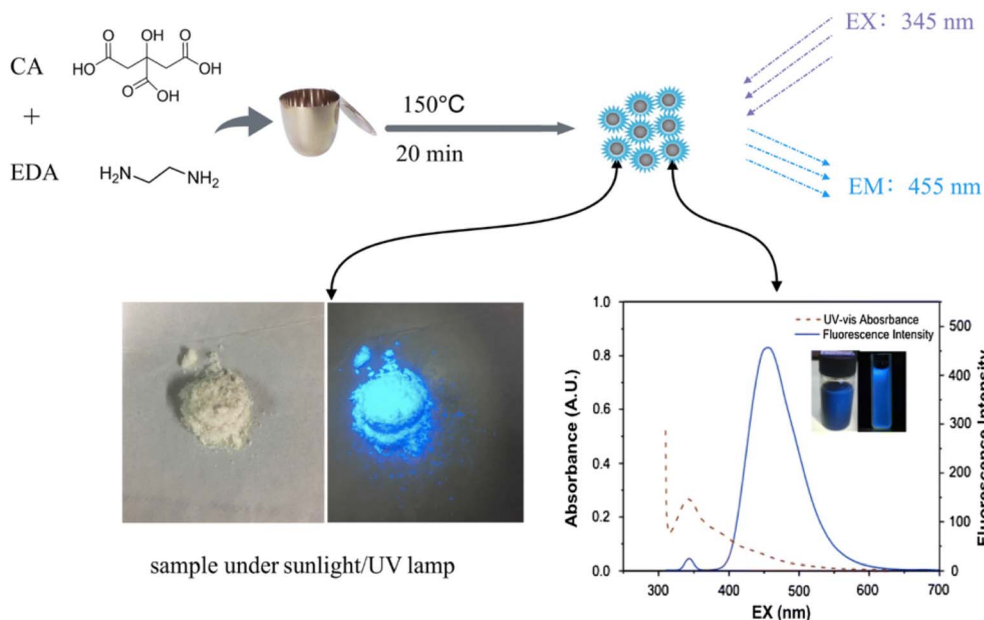 CA
HO
O
OH
O
OH
O
OH
+
EDA
H₂N
NH₂
150°C
20 min
EX: 345 nm
EM: 455 nm
sample under sunlight/UV lamp
UV-vis Abosrbance
Fluorescence Intensity
Absorbance (A.U.)
1.0
0.8
0.6
0.4
0.2
0.0
300
400
500
600
700
EX (nm)
500
400
300
200
100
0
Fluorescence Intensity